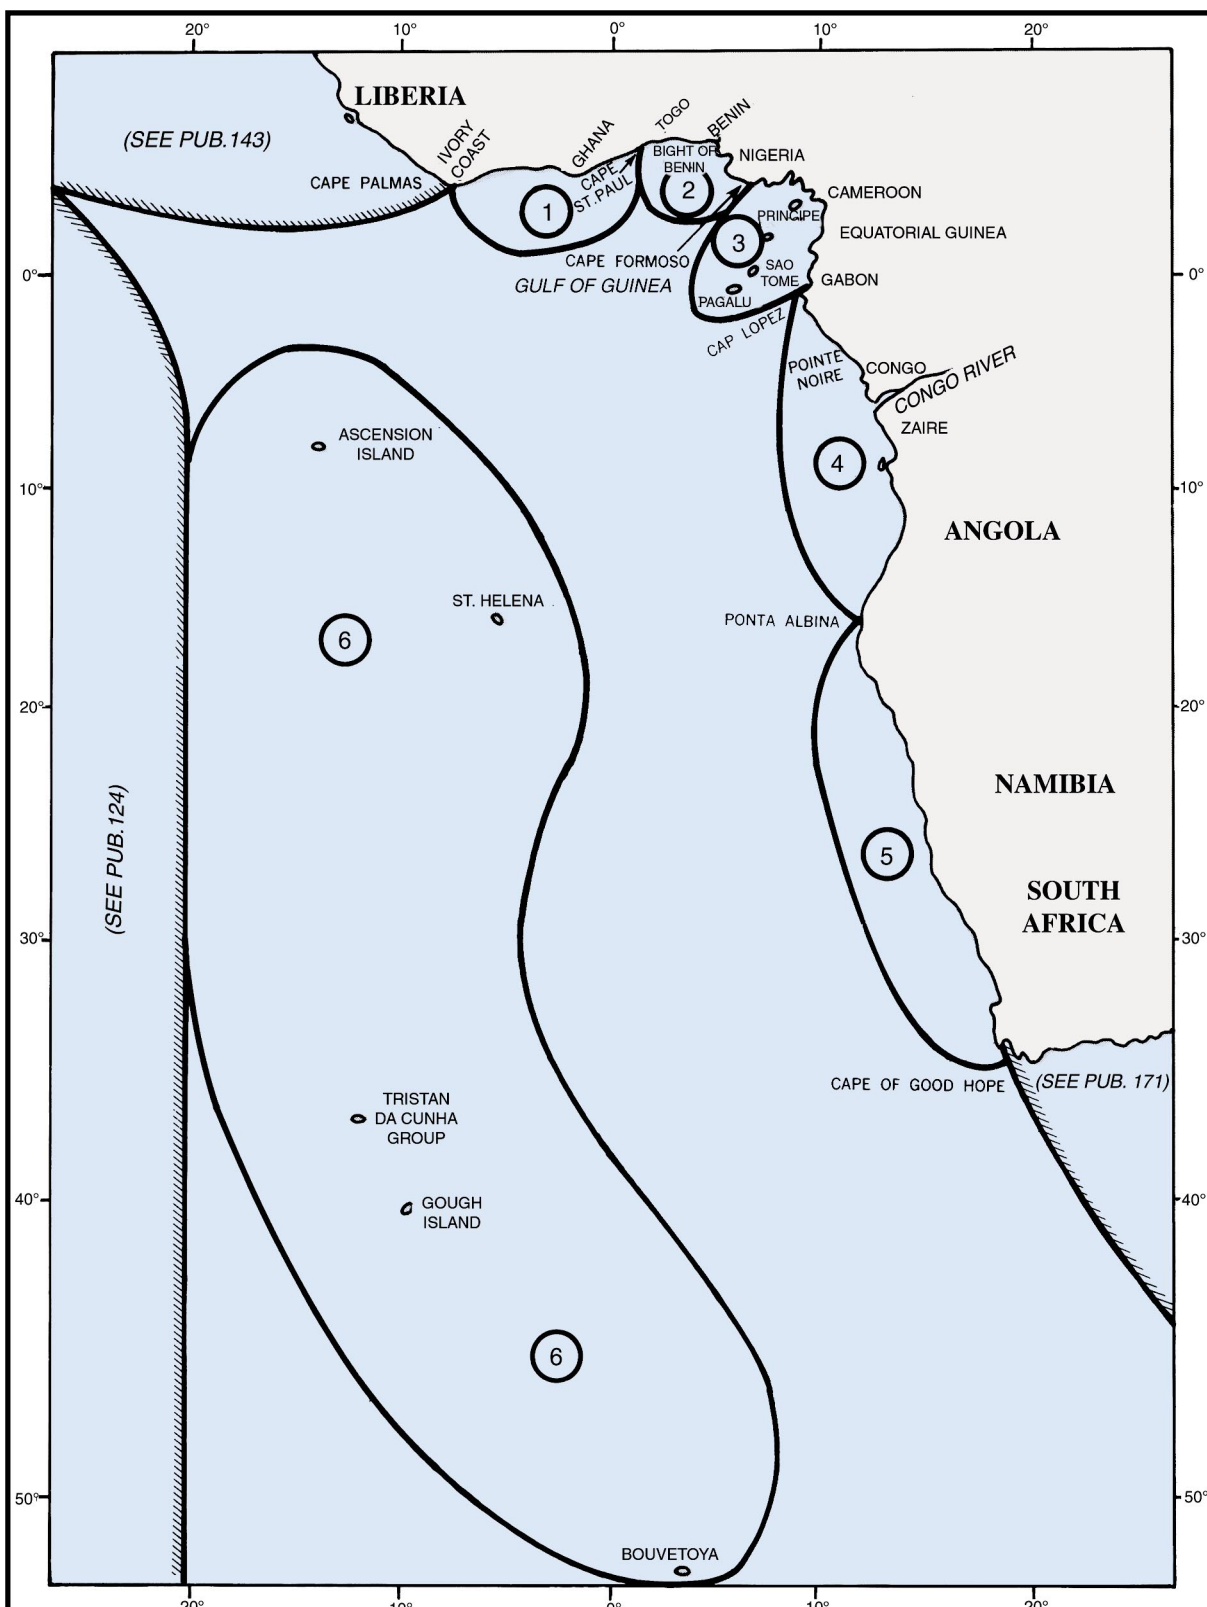 20°
10°
0°
10°
20°
LIBERIA
(SEE PUB.143)
IVORY
COAST
GHANA
TOGO
BENIN
BIGHT OF
BENIN
NIGERIA
CAPE PALMAS
CAPE
ST. PAUL
1
2
CAMEROON
PRINCIPE
3
EQUATORIAL GUINEA
CAPE FORMOSO
GULF OF GUINEA
SAO
TOME
0°
0°
GABON
PAGALU
CAP LOPEZ
POINTE
NOIRE
CONGO
CONGO RIVER
ZAIRE
ASCENSION
ISLAND
4
10°
10°
ANGOLA
ST. HELENA
PONTA ALBINA
6
20°
20°
NAMIBIA
(SEE PUB.124)
5
SOUTH
AFRICA
30°
30°
CAPE OF GOOD HOPE
(SEE PUB. 171)
TRISTAN
DA CUNHA
GROUP
40°
40°
GOUGH
ISLAND
6
50°
50°
BOUVETOYA
20°
10°
0°
10°
20°